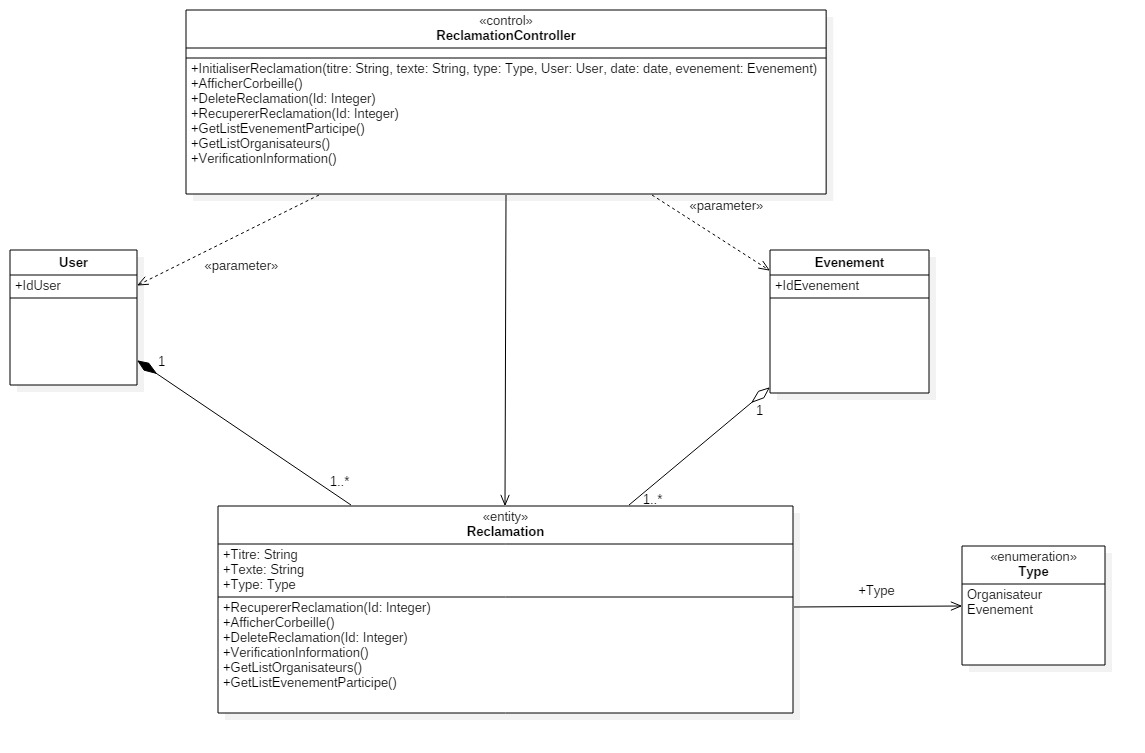 «control»
ReclamationController
+InitialiserReclamation(titre: String, texte: String, type: Type, User: User, date: date, evenement: Evenement)
+AfficherCorbeille()
+DeleteReclamation(Id: Integer)
+RecupererReclamation(Id: Integer)
+GetListEvenementParticipe()
+GetListOrganisateurs()
+VerificationInformation()
«parameter»
«parameter»
User
+IdUser
Evenement
+IdEvenement
1
1
1..*
1..*
«entity»
Reclamation
+Titre: String
+Texte: String
+Type: Type
+RecupererReclamation(Id: Integer)
+AfficherCorbeille()
+DeleteReclamation(Id: Integer)
+VerificationInformation()
+GetListOrganisateurs()
+GetListEvenementParticipe()
+Type
«enumeration»
Type
Organisateur
Evenement